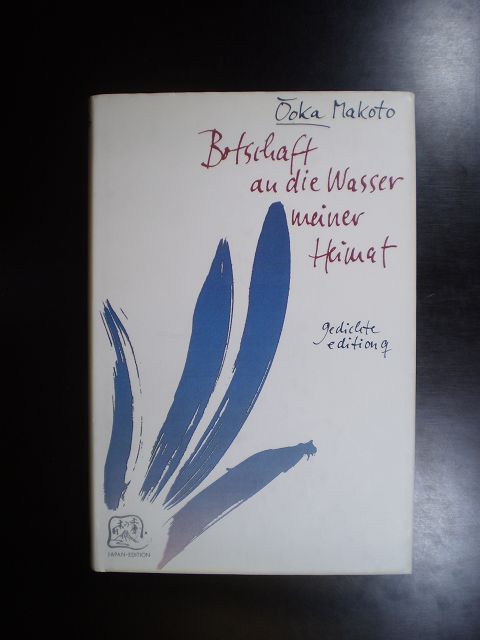 Ōoka Makoto
Botschaft
an die Wasser
meiner
Heimat
gedichte
edition q
JAPAN-EDITION